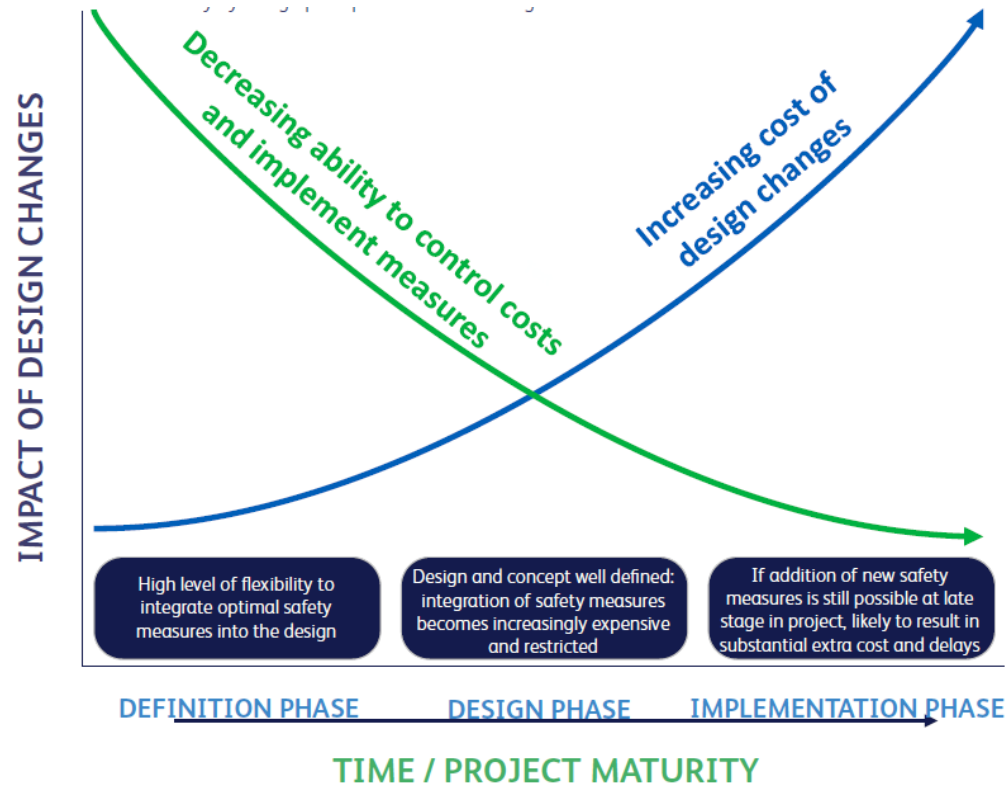 IMPACT OF DESIGN CHANGES
Decreasing ability to control costs
and implement measures
Increasing cost of
design changes
High level of flexibility to
integrate optimal safety
measures into the design
Design and concept well defined:
integration of safety measures
becomes increasingly expensive
and restricted
If addition of new safety
measures is still possible at late
stage in project, likely to result in
substantial extra cost and delays
DEFINITION PHASE
DESIGN PHASE
IMPLEMENTATION PHASE
TIME / PROJECT MATURITY